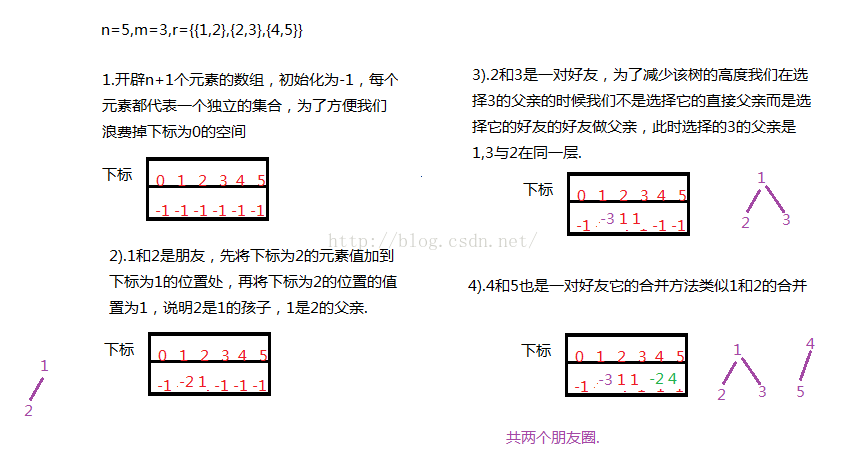 n=5,m=3,r={{1,2},{2,3},{4,5}}
1.开辟n+1个元素的数组，初始化为-1，每个
元素都代表一个独立的集合，为了方便我们
浪费掉下标为0的空间
下标
0 1 2 3 4 5
-1 -1 -1 -1 -1 -1
2).1和2是朋友，先将下标为2的元素值加到
下标为1的位置处，再将下标为2的位置的值
置为1，说明2是1的孩子，1是2的父亲.
下标
0 1 2 3 4 5
-1 -2 1 -1 -1 -1
1
2
3).2和3是一对好友，为了减少该树的高度我们在选
择3的父亲的时候我们不是选择它的直接父亲而是选
择它的好友的好友做父亲，此时选择的3的父亲是
1,3与2在同一层.
下标
0 1 2 3 4 5
-1 -3 1 1 -1 -1
1
2 3
http://blog.csdn.net/
4).4和5也是一对好友它的合并方法类似1和2的合并
下标
0 1 2 3 4 5
-1 -3 1 1 -2 4
1
2 3
4
5
共两个朋友圈.